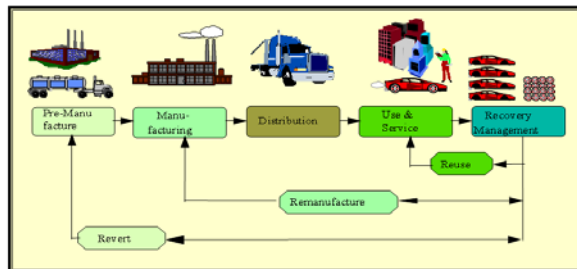 Pre-Manu
facture
Manu-
facturing
Distribution
Use &
Service
Recovery
Management
Reuse
Remanufacture
Revert